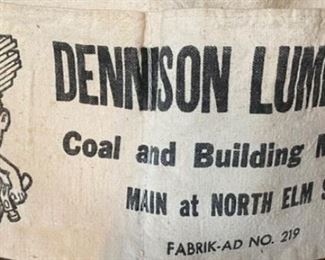 DENNISON LUM
Coal and Building
MAIN at NORTH ELM S
FABRIK-AD NO. 219